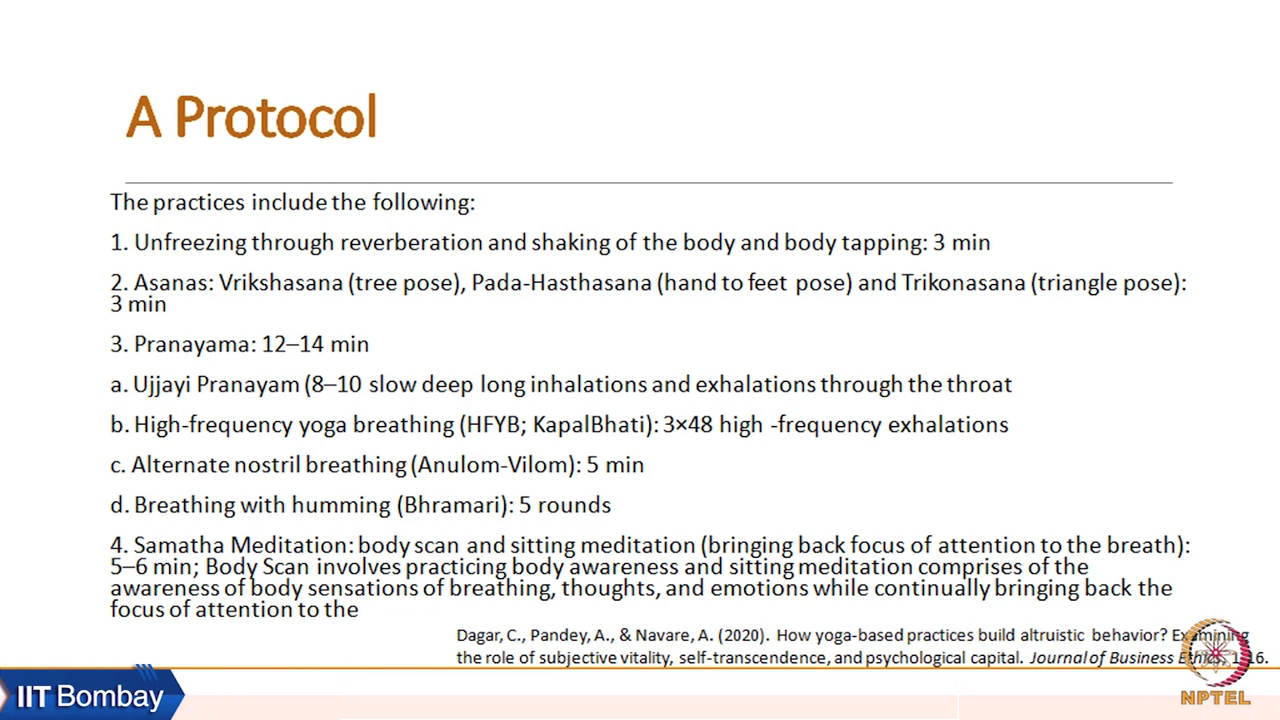 A Protocol
The practices include the following:
1. Unfreezing through reverberation and shaking of the body and body tapping: 3 min
2. Asanas: Vrikshasana (tree pose), Pada-Hasthasana (hand to feet pose) and Trikonasana (triangle pose):
3 min
3. Pranayama: 12–14 min
a. Ujjayi Pranayam (8–10 slow deep long inhalations and exhalations through the throat
b. High-frequency yoga breathing (HFYB; KapalBhati): 3×48 high -frequency exhalations
c. Alternate nostril breathing (Anulom-Vilom): 5 min
d. Breathing with humming (Bhramari): 5 rounds
4. Samatha Meditation: body scan and sitting meditation (bringing back focus of attention to the breath):
5–6 min; Body Scan involves practicing body awareness and sitting meditation comprises of the
awareness of body sensations of breathing, thoughts, and emotions while continually bringing back the
focus of attention to the
Dagar, C., Pandey, A., & Navare, A. (2020). How yoga-based practices build altruistic behavior? Examining
the role of subjective vitality, self-transcendence, and psychological capital. Journal of Business Ethics, 1-16.
IIT Bombay
NPTEL